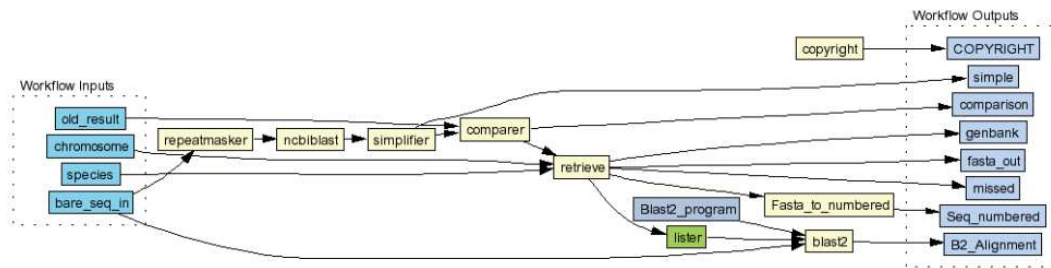 Workflow Outputs
copyright
COPYRIGHT
simple
Workflow Inputs
old_result
comparison
repeatmasker
ncbiblast
simplifier
comparer
genbank
chromosome
retrieve
fasta_out
species
missed
bare_seq_in
Blast2_program
Fasta_to_numbered
Seq_numbered
lister
blast2
B2_Alignment